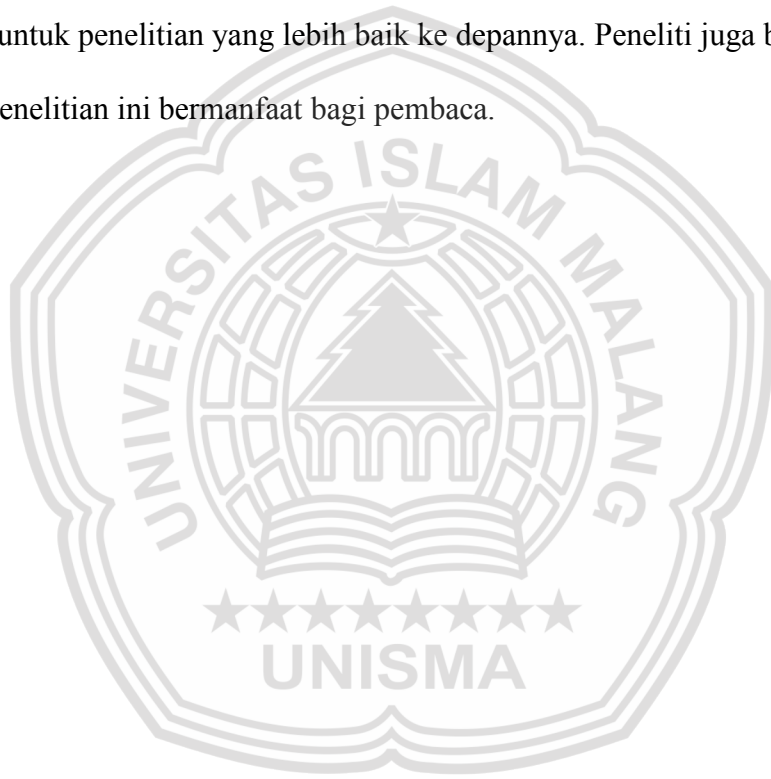 untuk penelitian yang lebih baik ke depannya. Peneliti juga
enelitian ini bermanfaat bagi pembaca.
UNIVERSITAS ISLAM MALANG
UNISMA